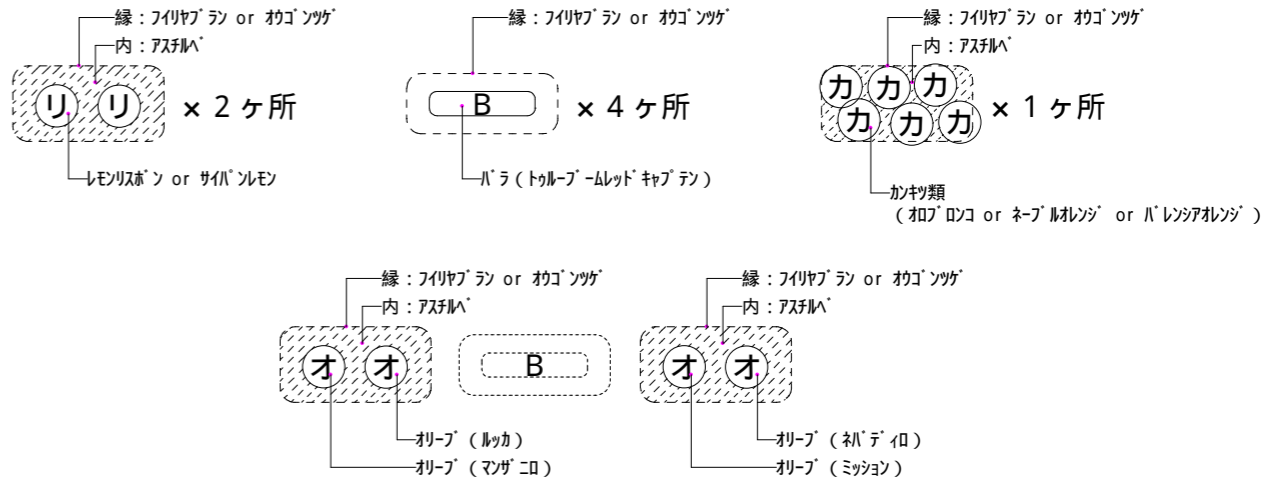 縁：ﾌｲﾘﾔﾌﾞﾗﾝ or ｵｳｺﾞﾝﾂｹﾞ
内：ｱｽﾁﾙﾍﾞ
リ リ × 2 ヶ所
ﾚﾓﾝﾘｽﾎﾞﾝ or ｻｲﾊﾟﾝﾚﾓﾝ
縁：ﾌｲﾘﾔﾌﾞﾗﾝ or ｵｳｺﾞﾝﾂｹﾞ
B × 4 ヶ所
ﾊﾞﾗ（ﾄｩﾙｰﾌﾞｰﾑﾚｯﾄﾞｷｬﾌﾟﾃﾝ）
縁：ﾌｲﾘﾔﾌﾞﾗﾝ or ｵｳｺﾞﾝﾂｹﾞ
内：ｱｽﾁﾙﾍﾞ
カ カ カ
カ カ カ
× 1 ヶ所
ｶﾝｷﾂ類
（ｵﾛﾌﾞﾛﾝｺ or ﾈｰﾌﾞﾙｵﾚﾝｼﾞ or ﾊﾞﾚﾝｼｱｵﾚﾝｼﾞ）
縁：ﾌｲﾘﾔﾌﾞﾗﾝ or ｵｳｺﾞﾝﾂｹﾞ
内：ｱｽﾁﾙﾍﾞ
オ オ
ｵﾘｰﾌﾞ（ﾙｯｶ）
ｵﾘｰﾌﾞ（ﾏﾝｻﾞﾆﾛ）
B
縁：ﾌｲﾘﾔﾌﾞﾗﾝ or ｵｳｺﾞﾝﾂｹﾞ
内：ｱｽﾁﾙﾍﾞ
オ オ
ｵﾘｰﾌﾞ（ﾈﾊﾞﾃﾞｨﾛ）
ｵﾘｰﾌﾞ（ﾐｯｼｮﾝ）